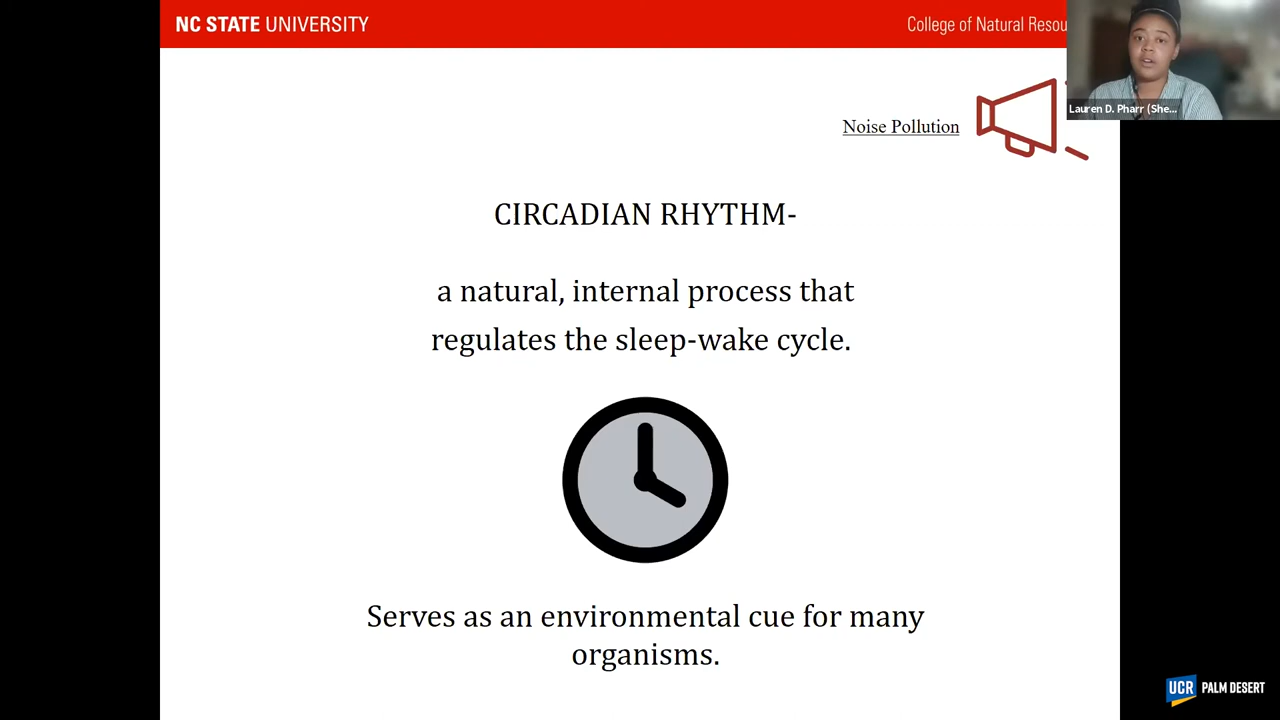 NC STATE UNIVERSITY
College of Natural Resou
Lauren D. Pharr (She...
Noise Pollution
CIRCADIAN RHYTHM-
a natural, internal process that
regulates the sleep-wake cycle.
Serves as an environmental cue for many
organisms.
UCR PALM DESERT